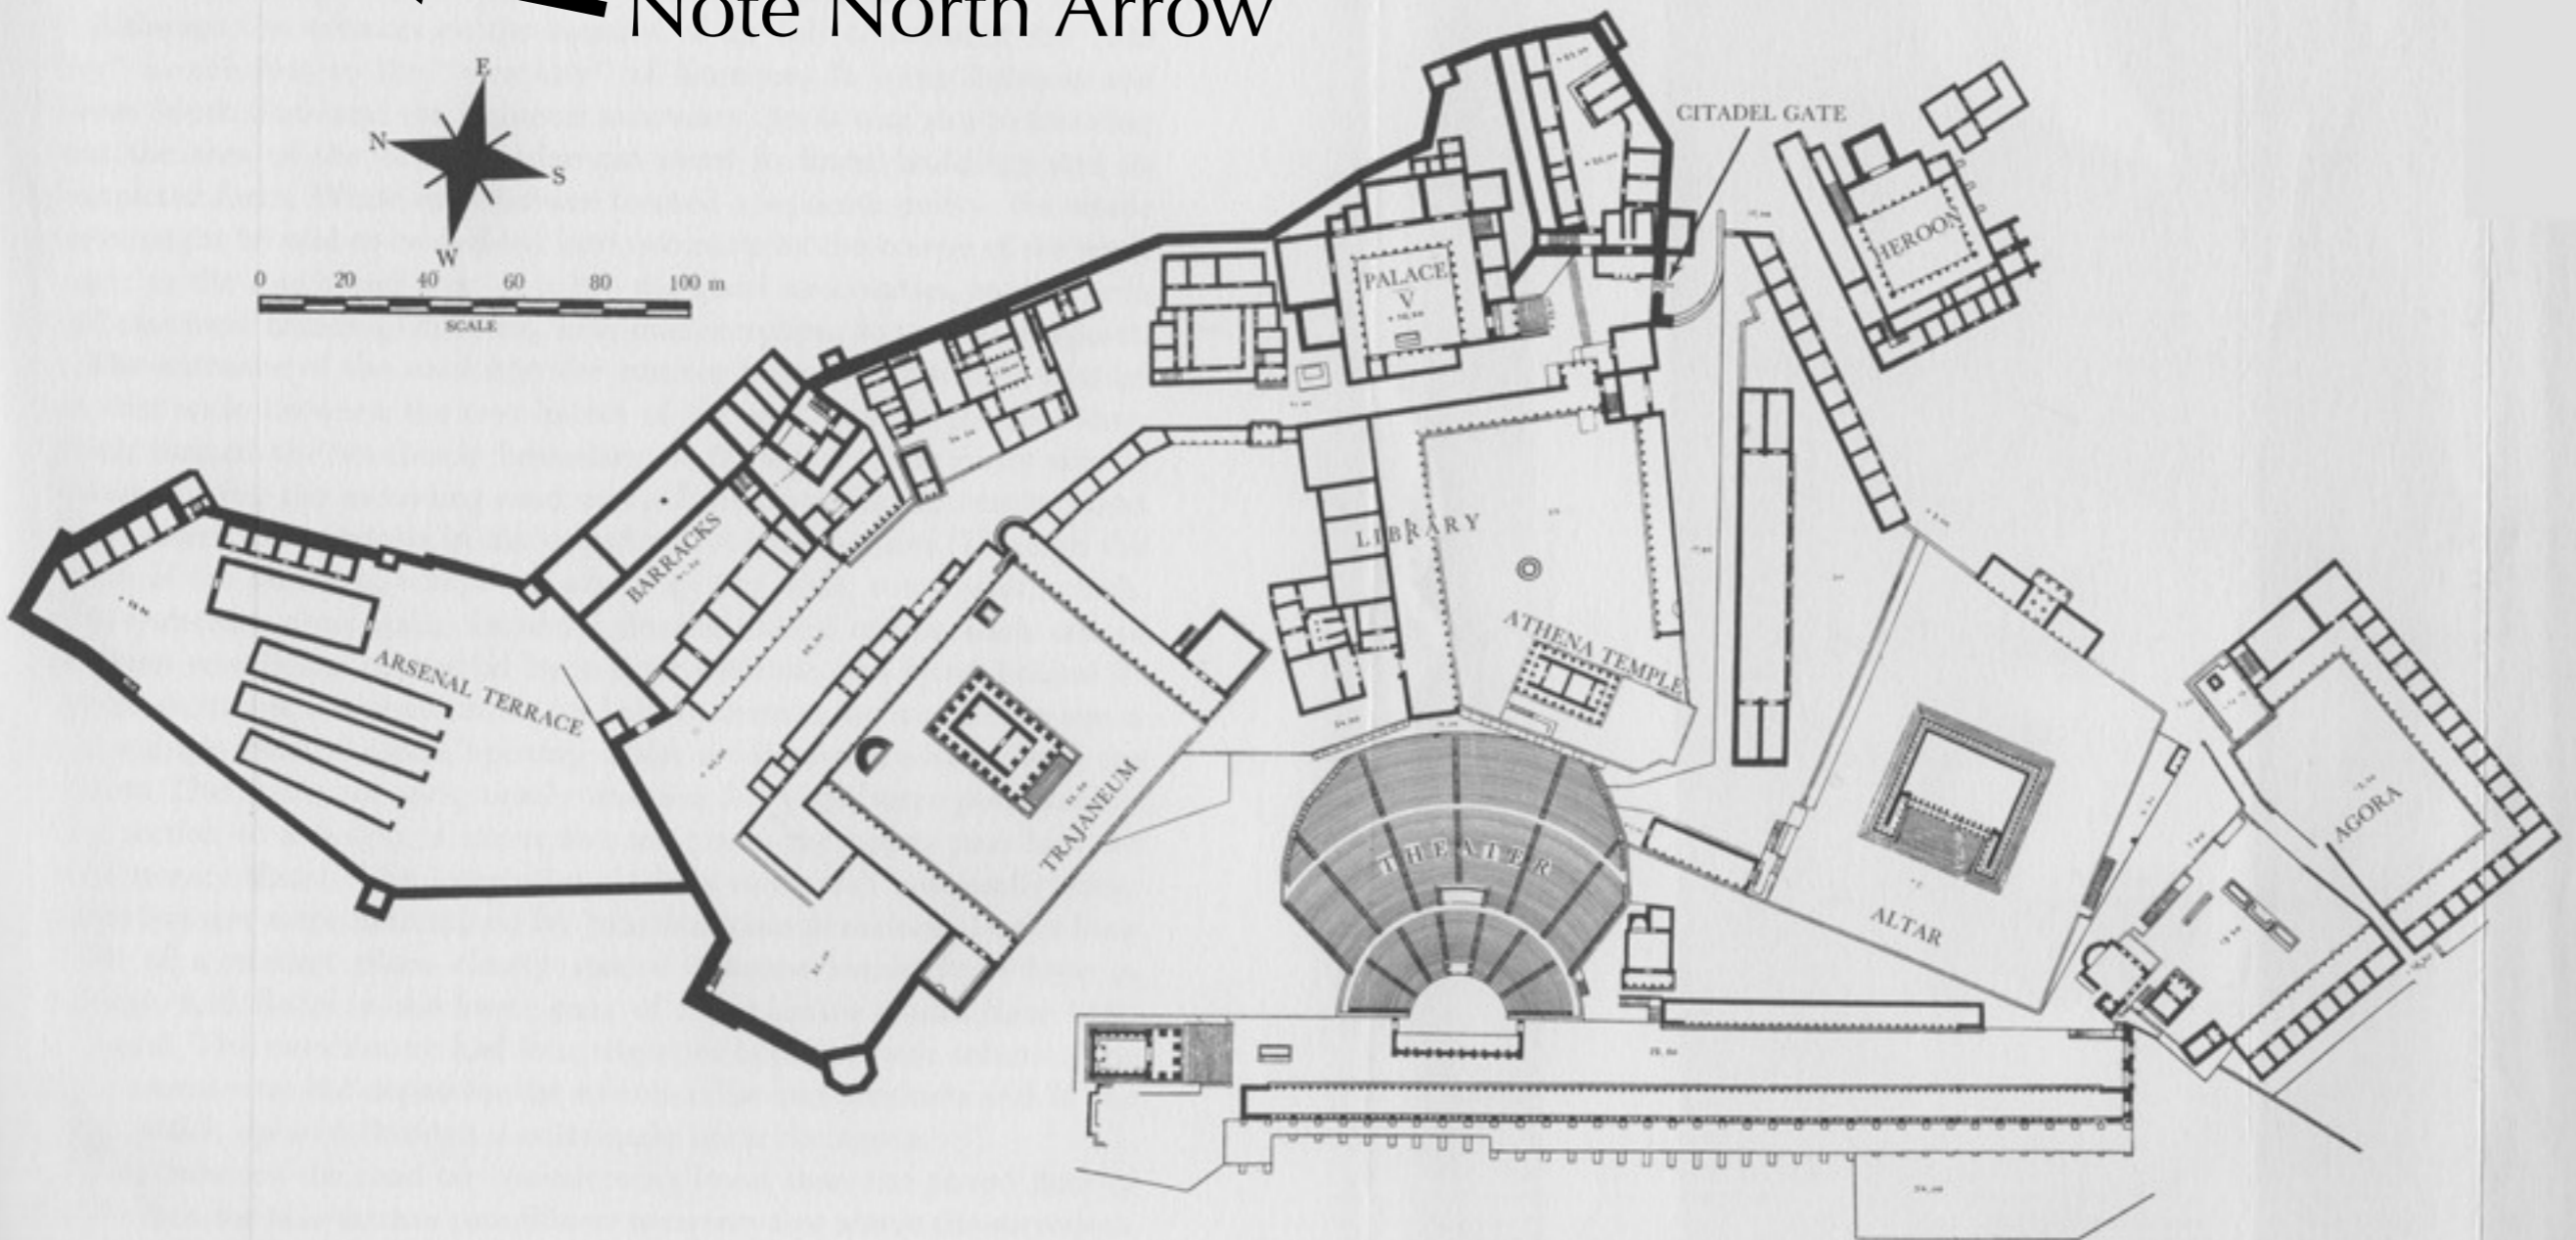 Note North Arrow
E
N
S
W
0 20 40 60 80 100 m
SCALE
CITADEL GATE
HEROON
PALACE
V
LIBRARY
BARRACKS
ATHENA TEMPLE
ARSENAL TERRACE
TRAJANEUM
THEATER
ALTAR
AGORA